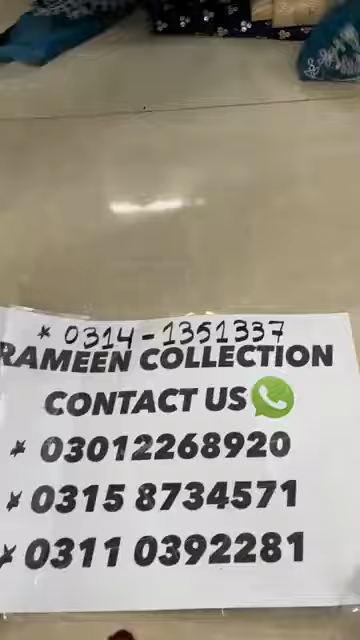 * 0314-1351337
RAMEEN COLLECTION
CONTACT US
* 03012268920
* 0315 8734571
* 0311 0392281